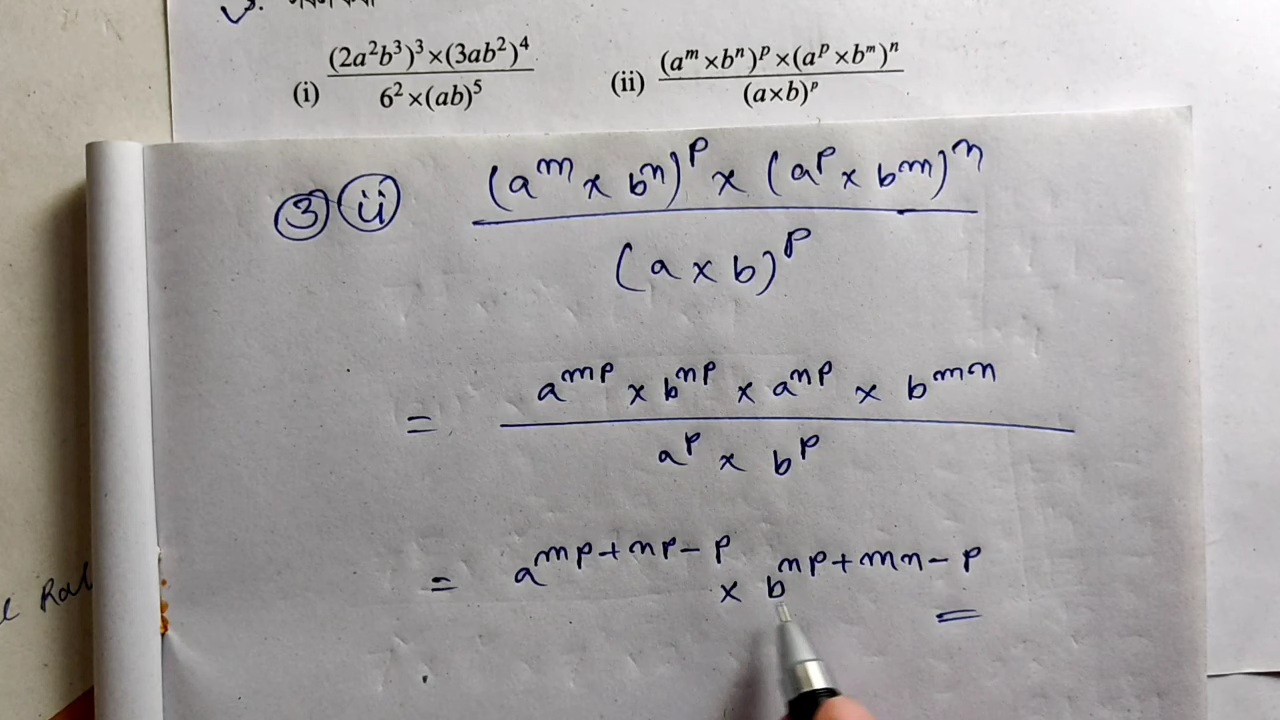 3.
(i) (2a²b³)³×(3ab²)⁴ / 6²×(ab)⁵ (ii) (aᵐ×bⁿ)ᵖ×(aᵖ×bᵐ)ⁿ / (a×b)ᵖ
③ (ii) (aᵐ × bⁿ)ᵖ × (aᵖ × bᵐ)ⁿ
(a × b)ᵖ
= aᵐᵖ × bⁿᵖ × aⁿᵖ × bᵐⁿ
aᵖ × bᵖ
= aᵐᵖ⁺ⁿᵖ⁻ᵖ × bⁿᵖ⁺ᵐⁿ⁻ᵖ